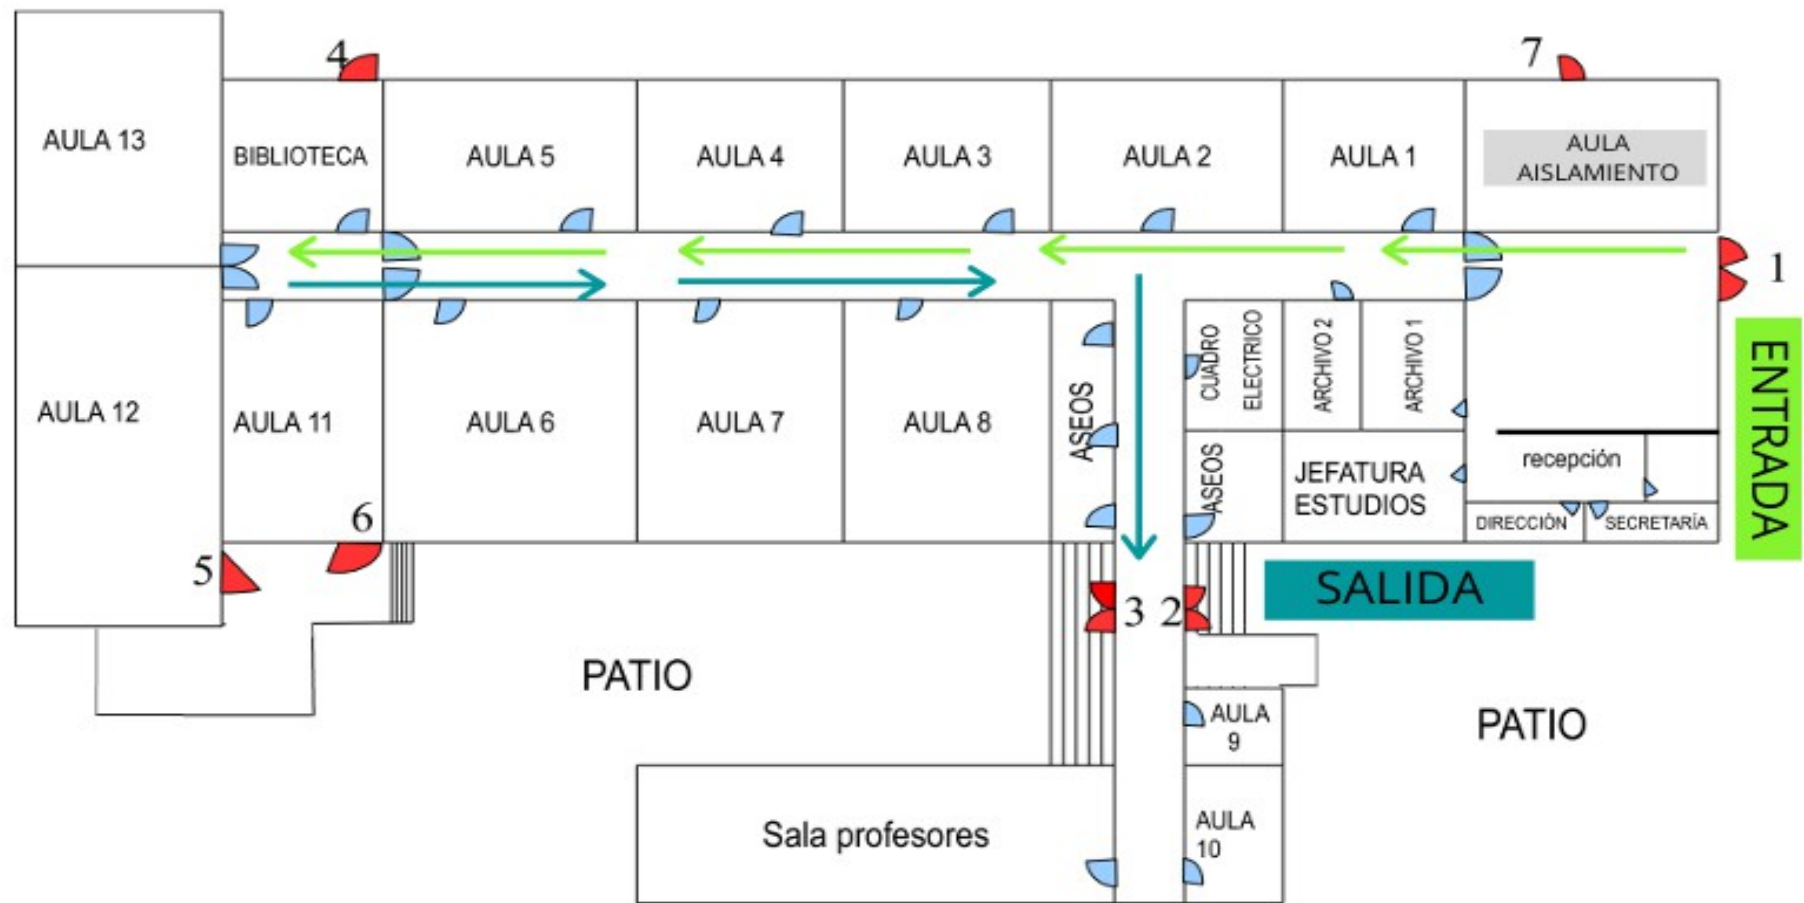 4
7
AULA 13
BIBLIOTECA
AULA 5
AULA 4
AULA 3
AULA 2
AULA 1
AULA
AISLAMIENTO
1
ENTRADA
AULA 12
AULA 11
AULA 6
AULA 7
AULA 8
ASEOS
CUADRO
ELECTRICO
ARCHIVO 2
ARCHIVO 1
ASEOS
JEFATURA
ESTUDIOS
recepción
DIRECCIÓN
SECRETARÍA
6
5
3
2
SALIDA
PATIO
PATIO
AULA
9
Sala profesores
AULA
10